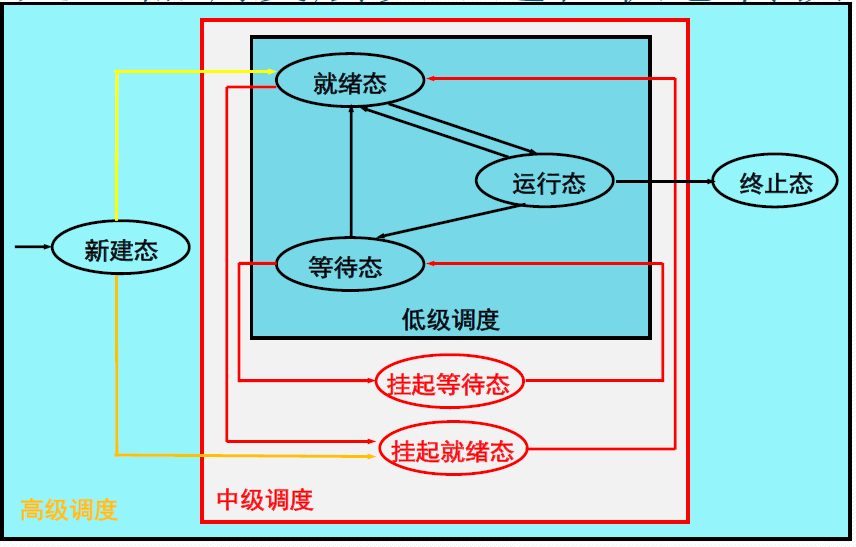 就绪态
运行态
终止态
新建态
等待态
低级调度
挂起等待态
挂起就绪态
中级调度
高级调度